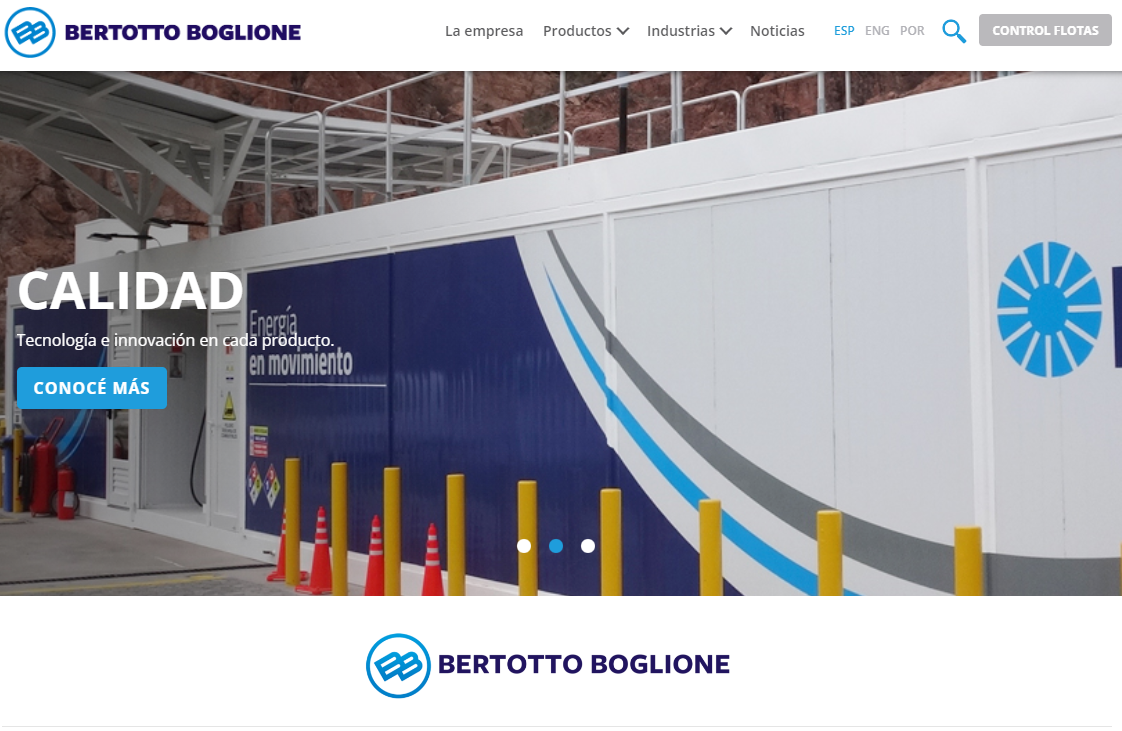 BERTOTTO BOGLIONE
La empresa Productos Industrias Noticias ESP ENG POR CONTROL FLOTAS
CALIDAD
Energía
Tecnología e innovación en cada producto.
en movimiento
CONOCÉ MÁS
BERTOTTO BOGLIONE